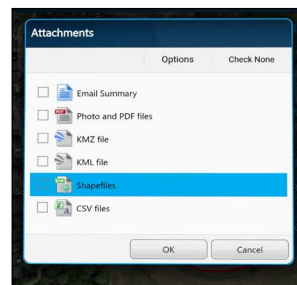 Attachments
Options Check None
Email Summary
Photo and PDF files
KMZ file
KML file
Shapefiles
CSV files
OK Cancel